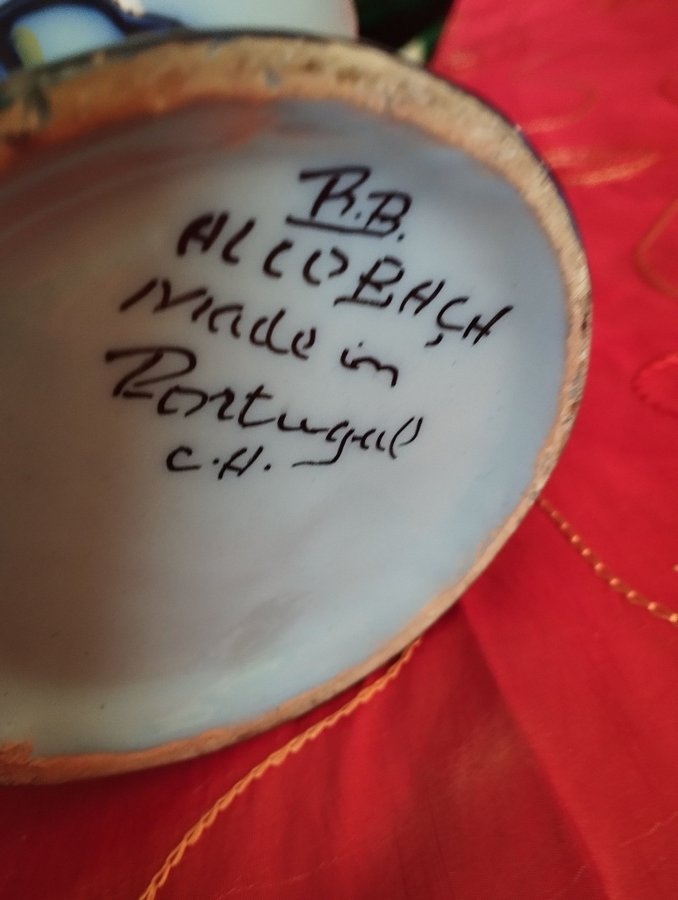 R.B.
ALCOBAÇA
Made in
Portugal
C.A.